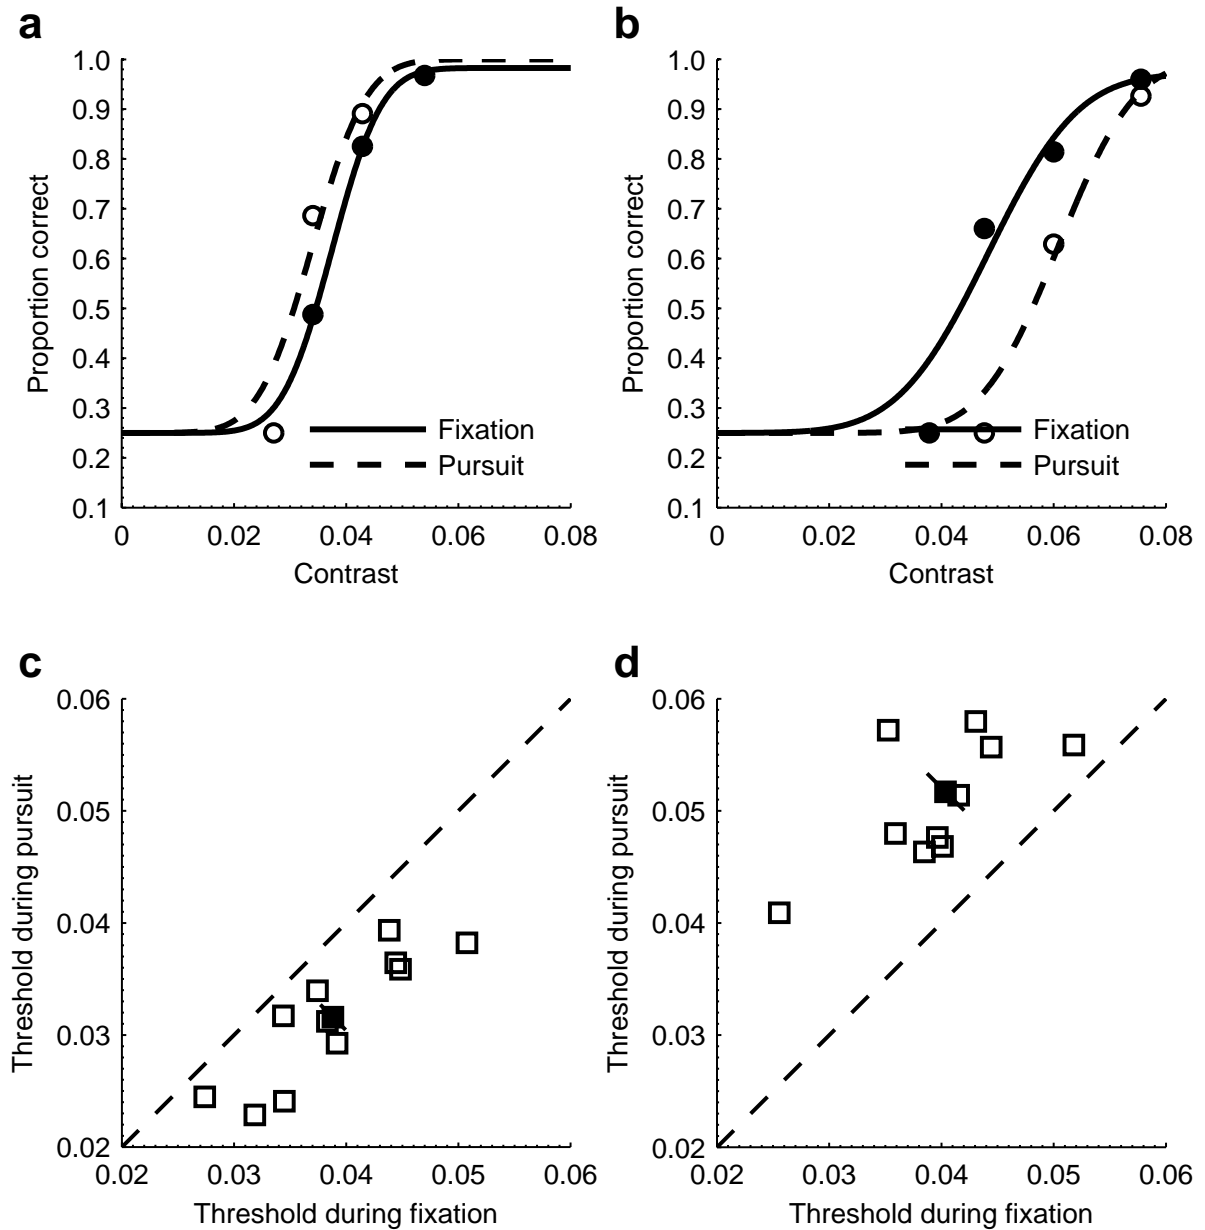 a
1.0
0.9
0.8
0.7
0.6
0.5
0.4
0.3
0.2
0.1
Proportion correct
Fixation
Pursuit
0 0.02 0.04 0.06 0.08
Contrast
b
1.0
0.9
0.8
0.7
0.6
0.5
0.4
0.3
0.2
0.1
Proportion correct
Fixation
Pursuit
0 0.02 0.04 0.06 0.08
Contrast
c
0.06
0.05
0.04
0.03
0.02
Threshold during pursuit
0.02 0.03 0.04 0.05 0.06
Threshold during fixation
d
0.06
0.05
0.04
0.03
0.02
Threshold during pursuit
0.02 0.03 0.04 0.05 0.06
Threshold during fixation